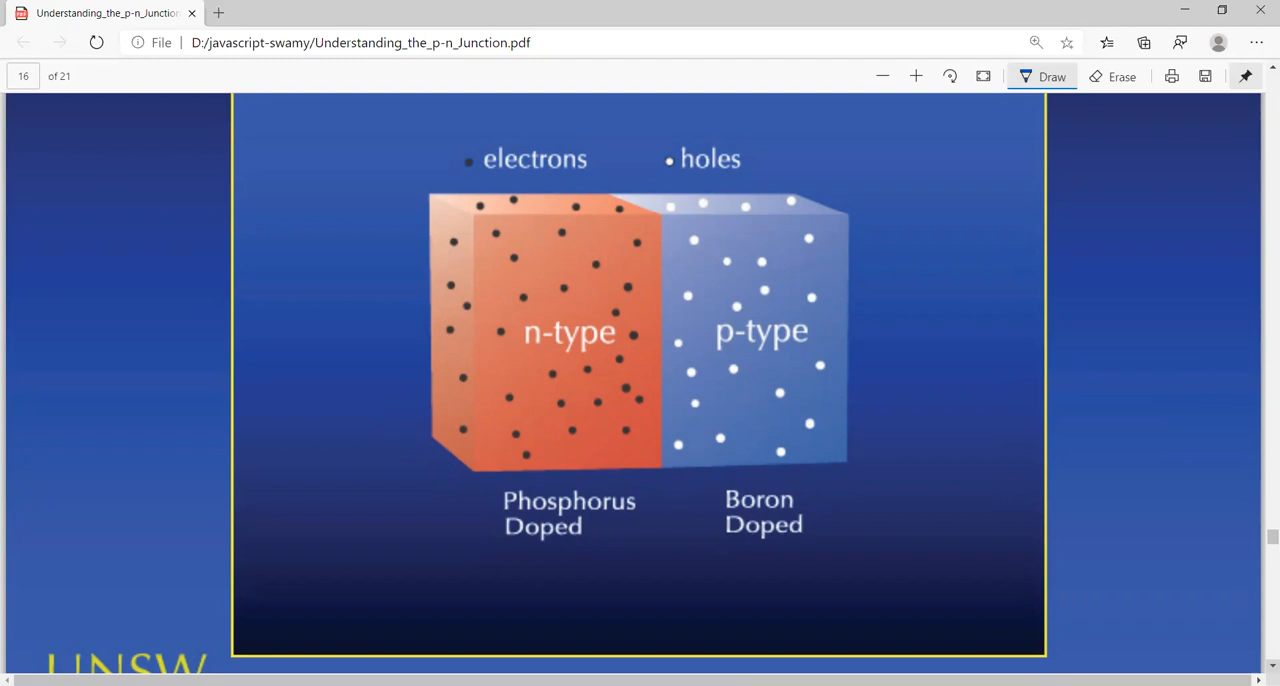 Understanding_the_p-n_Junction
File
D:/javascript-swamy/Understanding_the_p-n_Junction.pdf
16 of 21
Draw
Erase
electrons
holes
n-type
p-type
Phosphorus
Doped
Boron
Doped
UNSW